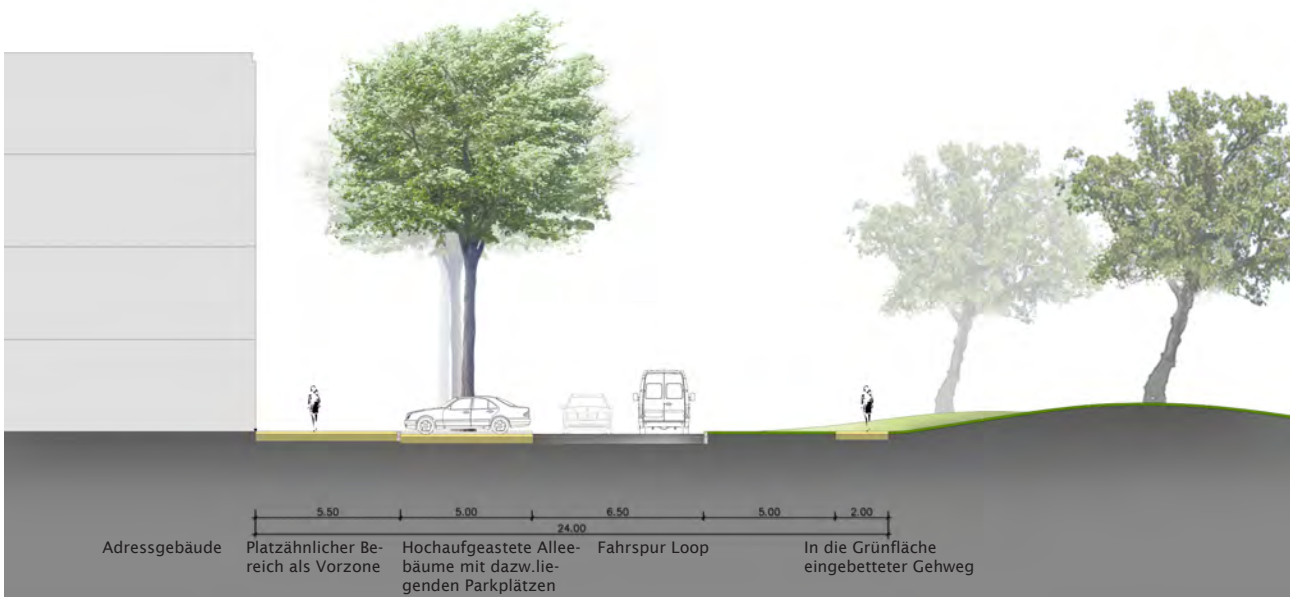 5.50 5.00 6.50 5.00 2.00
24.00
Adressgebäude
Platzähnlicher Be-
reich als Vorzone
Hochaufgeastete Allee-
bäume mit dazw.lie-
genden Parkplätzen
Fahrspur Loop
In die Grünfläche
eingebetteter Gehweg